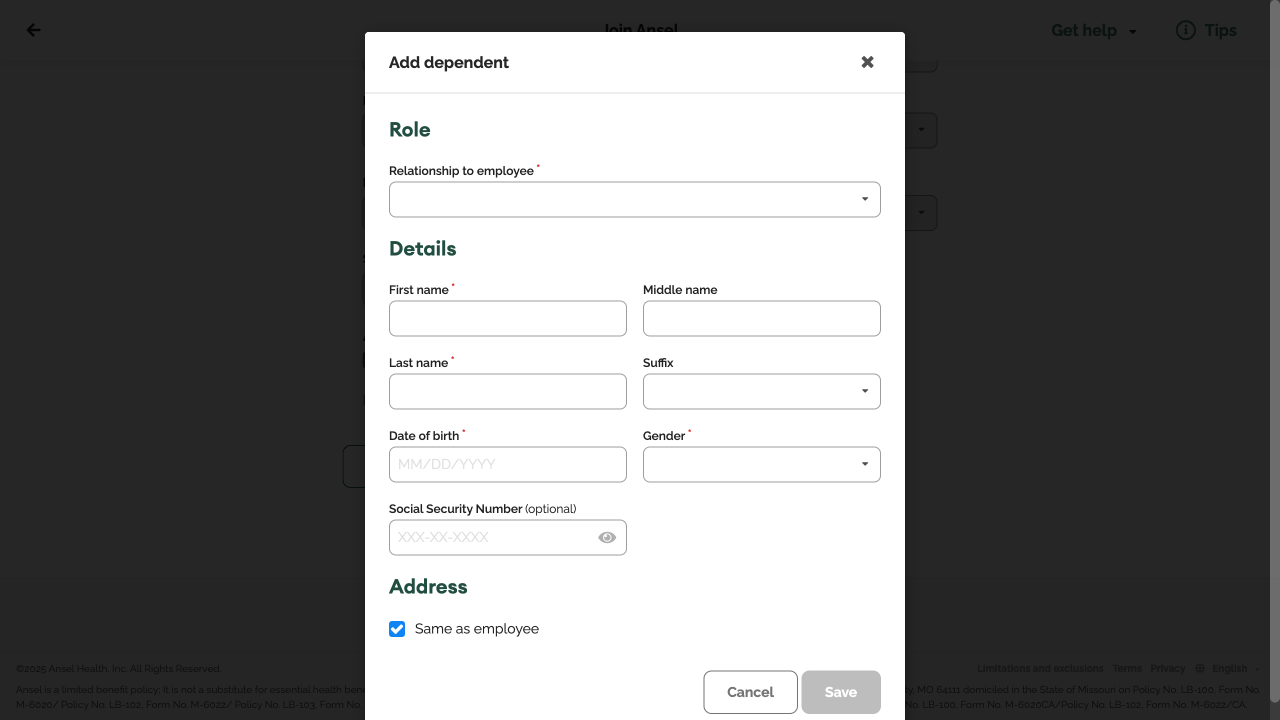 Join Ansel
Get help
Tips
Add dependent
Role
Relationship to employee *
Details
First name *
Middle name
Last name *
Suffix
Date of birth *
Gender *
MM/DD/YYYY
Social Security Number (optional)
XXX-XX-XXXX
Address
Same as employee
Cancel
Save
©2025 Ansel Health, Inc. All Rights Reserved.
Limitations and exclusions Terms Privacy English
Ansel is a limited benefit policy; it is not a substitute for essential health
MO 64111 domiciled in the State of Missouri on Policy No. LB-100, Form No.
M-6020/ Policy No. LB-102, Form No. M-6022/ Policy No. LB-103, Form No.
No. LB-100, Form No. M-6020CA/Policy No. LB-102, Form No. M-6022/CA